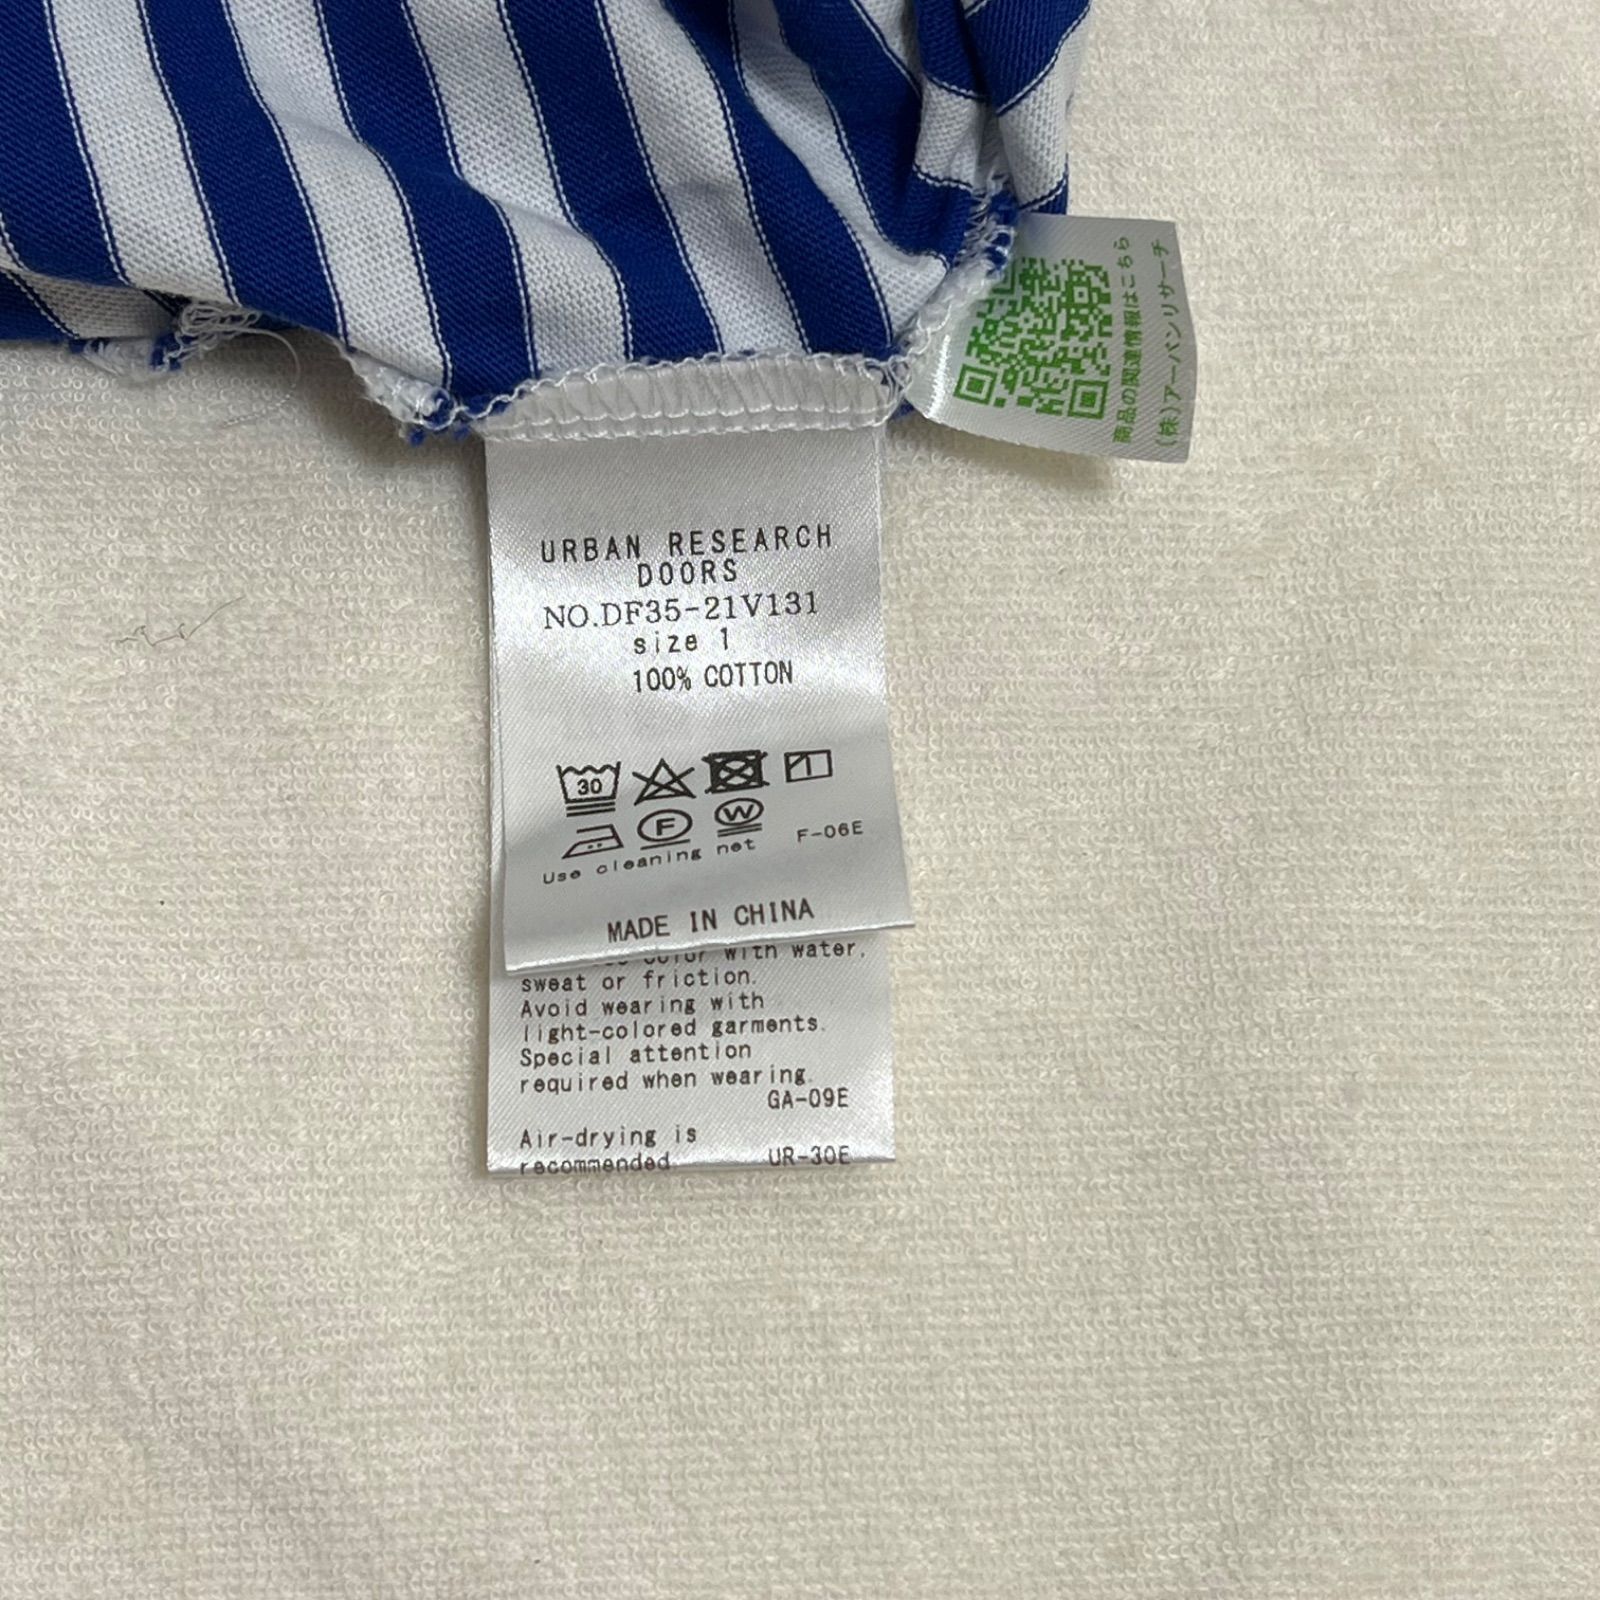 商品の関連情報はこちら
(株)アーバンリサーチ
URBAN RESEARCH
DOORS
NO.DF35-21V131
size 1
100% COTTON
30
F
W
F-06E
Use cleaning net
MADE IN CHINA
color with water,
sweat or friction.
Avoid wearing with
light-colored garments.
Special attention
required when wearing.
GA-09E
Air-drying is
recommended.
UR-30E